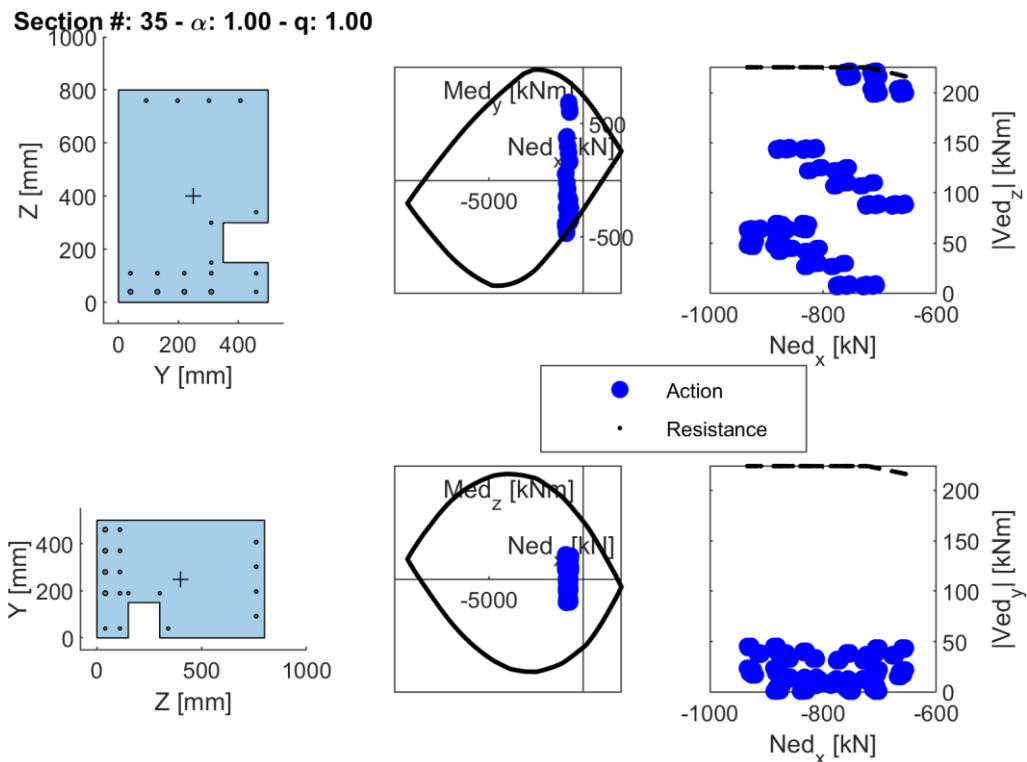 Section #: 35 - α: 1.00 - q: 1.00
1000
800
600
400
200
0
Z [mm]
0 200 400
Y [mm]
Med_y [kNm]
500
Ned_x [kN]
-5000
-500
200
150
100
50
0
|Ved_z| [kNm]
-1000 -800 -600
Ned_x [kN]
Action
Resistance
400
200
0
Y [mm]
0 500 1000
Z [mm]
Med_z [kNm]
Ned_x [kN]
-5000
200
150
100
50
0
|Ved_y| [kNm]
-1000 -800 -600
Ned_x [kN]